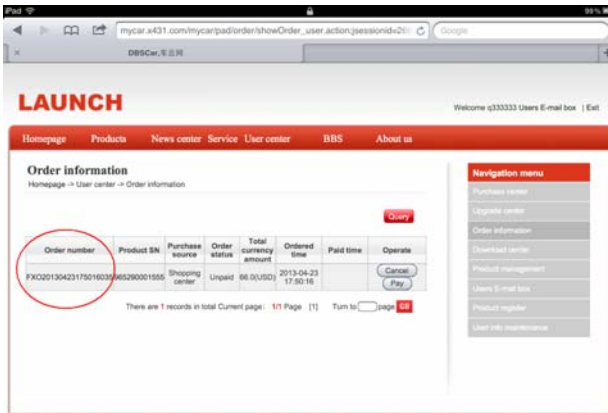 iPad
99%
mycar.x431.com/mycar/pad/order/showOrder_user.action;jsessionid=26
Google
DBSCar,车云网
LAUNCH
Welcome q333333 Users E-mail box | Exit
Homepage Products News center Service User center BBS About us
Order information
Homepage -> User center -> Order information
Query
Order number Product SN Purchase source Order status Total currency amount Ordered time Paid time Operate
FXO20130423175016035 965290001555 Shopping center Unpaid 66.0(USD) 2013-04-23 17:50:16 Cancel Pay
There are 1 records in total Current page: 1/1 Page [1] Turn to page GO
Navigation menu
Purchase center
Upgrade center
Order information
Download center
Product management
Users E-mail box
Product register
User info maintenance